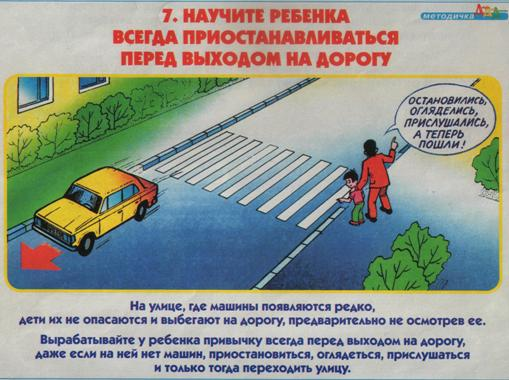 методичка
7. НАУЧИТЕ РЕБЕНКА
ВСЕГДА ПРИОСТАНАВЛИВАТЬСЯ
ПЕРЕД ВЫХОДОМ НА ДОРОГУ
ОСТАНОВИЛИСЬ,
ОГЛЯДЕЛИСЬ,
ПРИСЛУШАЛИСЬ,
А ТЕПЕРЬ
ПОШЛИ!
На улице, где машины появляются редко,
дети их не опасаются и выбегают на дорогу, предварительно не осмотрев ее.
Вырабатывайте у ребенка привычку всегда перед выходом на дорогу,
даже если на ней нет машин, приостановиться, оглядеться, прислушаться
и только тогда переходить улицу.